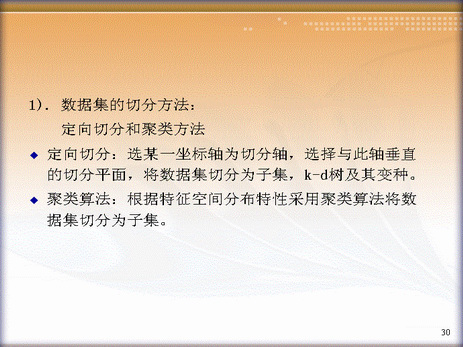 1). 数据集的切分方法:
定向切分和聚类方法
定向切分: 选某一坐标轴为切分轴, 选择与此轴垂直
的切分平面, 将数据集切分为子集, k-d树及其变种。
聚类算法: 根据特征空间分布特性采用聚类算法将数
据集切分为子集。
30